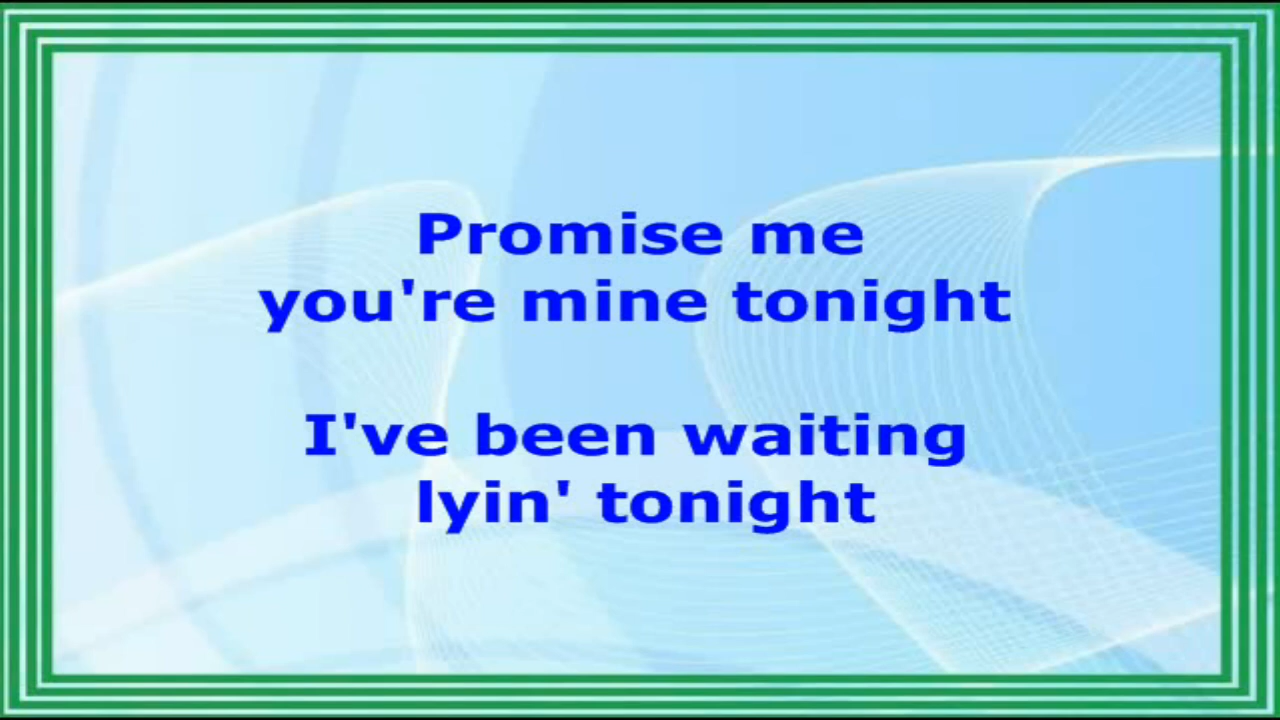 Promise me
you're mine tonight
I've been waiting
lyin' tonight